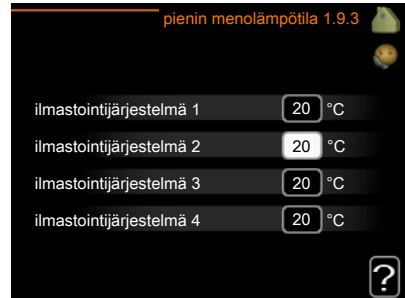 pienin menolämpötila 1.9.3
ilmastointijärjestelmä 1 20 °C
ilmastointijärjestelmä 2 20 °C
ilmastointijärjestelmä 3 20 °C
ilmastointijärjestelmä 4 20 °C
?